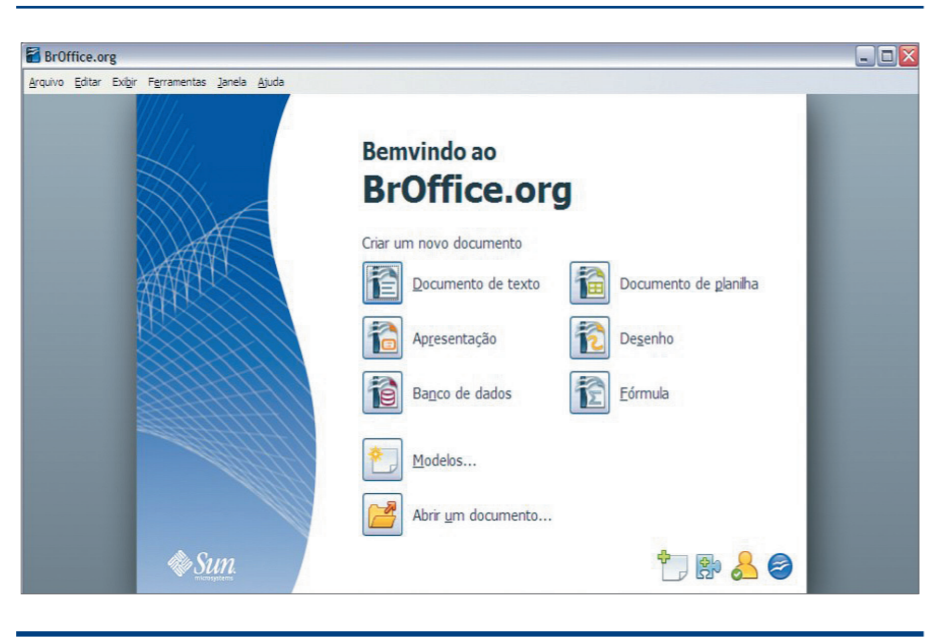 BrOffice.org
Arquivo Editar Exibir Ferramentas Janela Ajuda
Bemvindo ao
BrOffice.org
Criar um novo documento
Documento de texto
Documento de planilha
Apresentação
Desenho
Banco de dados
Fórmula
Modelos...
Abrir um documento...
Sun
microsystems